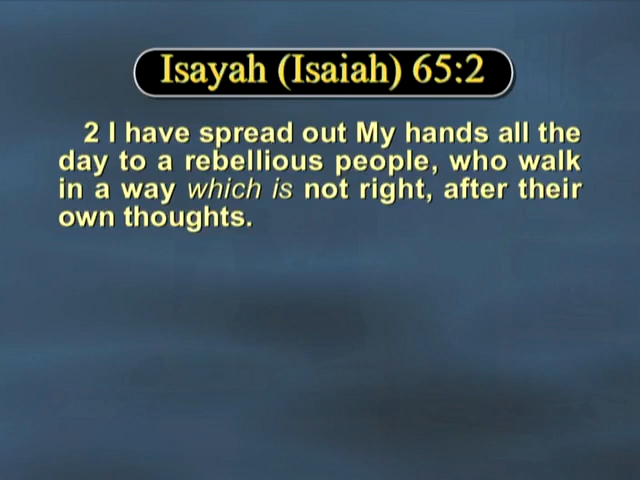 Isayah (Isaiah) 65:2
2 I have spread out My hands all the
day to a rebellious people, who walk
in a way which is not right, after their
own thoughts.